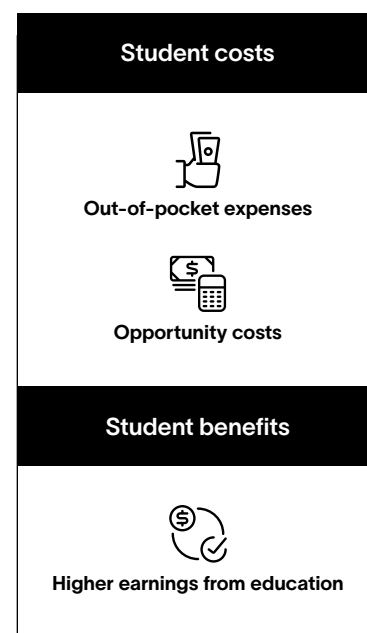 Student costs
Out-of-pocket expenses
$
Opportunity costs
Student benefits
$
Higher earnings from education